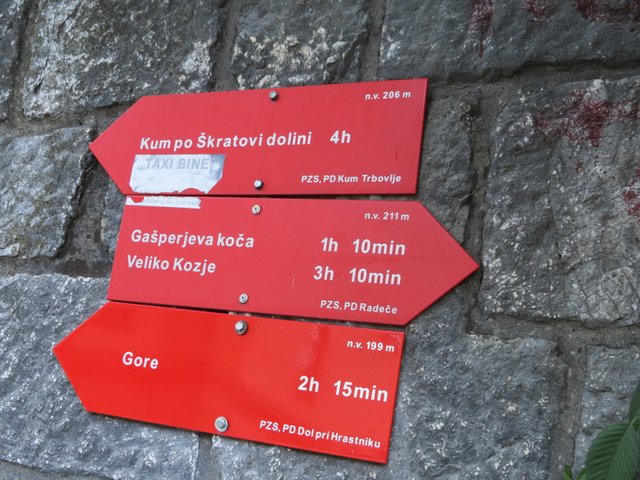 n.v. 206 m
Kum po Škratovi dolini 4h
TAXI BINE
PZS, PD Kum Trbovlje
n.v. 211 m
Gašperjeva koča 1h 10min
Veliko Kozje 3h 10min
PZS, PD Radeče
n.v. 199 m
Gore
2h 15min
PZS, PD Dol pri Hrastniku